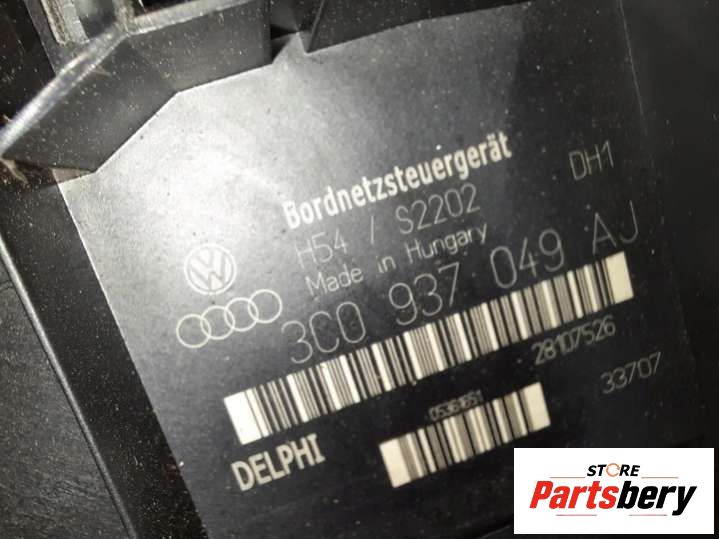 Bordnetzsteuergerät
DH1
H54 / S2202
Made in Hungary
3C0 937 049 AJ
28107526
33707
DELPHI
STORE
Partsbery